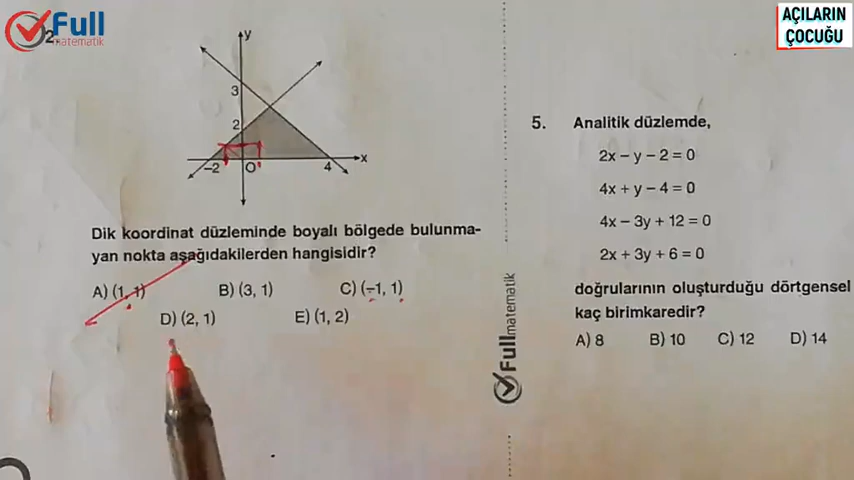 Full
matematik
AÇILARIN
ÇOCUĞU
2.
y
3
2
-2
O
4
x
Dik koordinat düzleminde boyalı bölgede bulunma-
yan nokta aşağıdakilerden hangisidir?
A) (1, 1) B) (3, 1) C) (-1, 1)
D) (2, 1) E) (1, 2)
Fullmatematik
5. Analitik düzlemde,
2x – y – 2 = 0
4x + y – 4 = 0
4x – 3y + 12 = 0
2x + 3y + 6 = 0
doğrularının oluşturduğu dörtgensel
kaç birimkaredir?
A) 8 B) 10 C) 12 D) 14